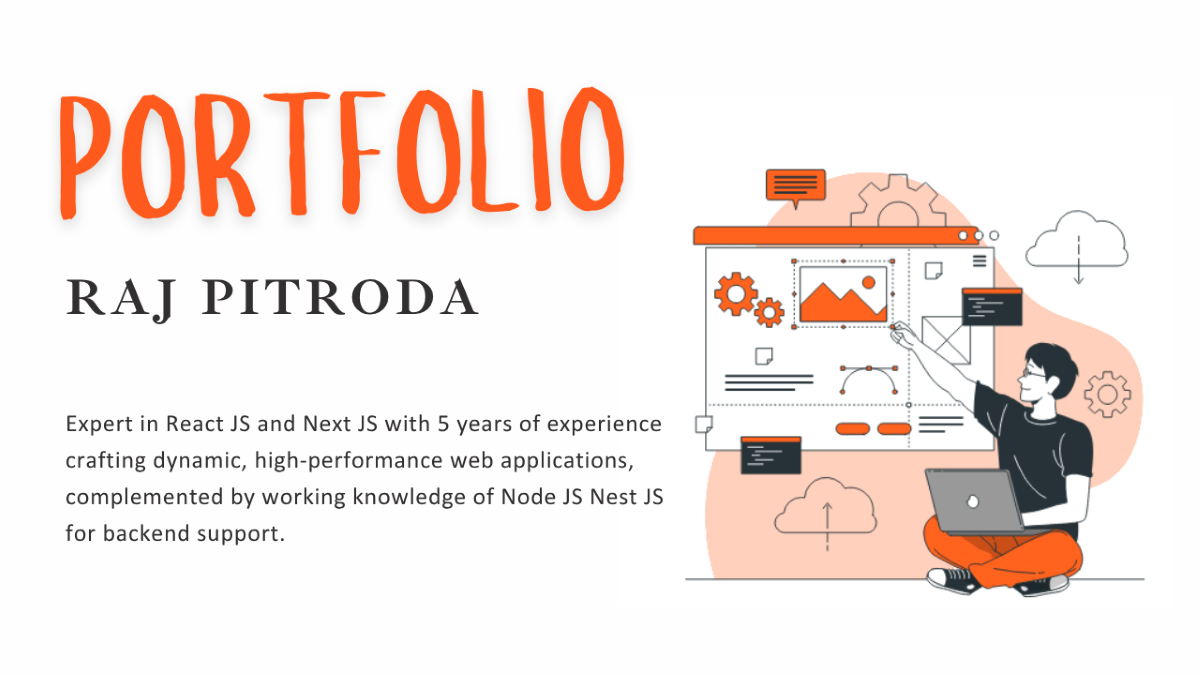 PORTFOLIO
RAJ PITRODA
Expert in React JS and Next JS with 5 years of experience
crafting dynamic, high-performance web applications,
complemented by working knowledge of Node JS Nest JS
for backend support.